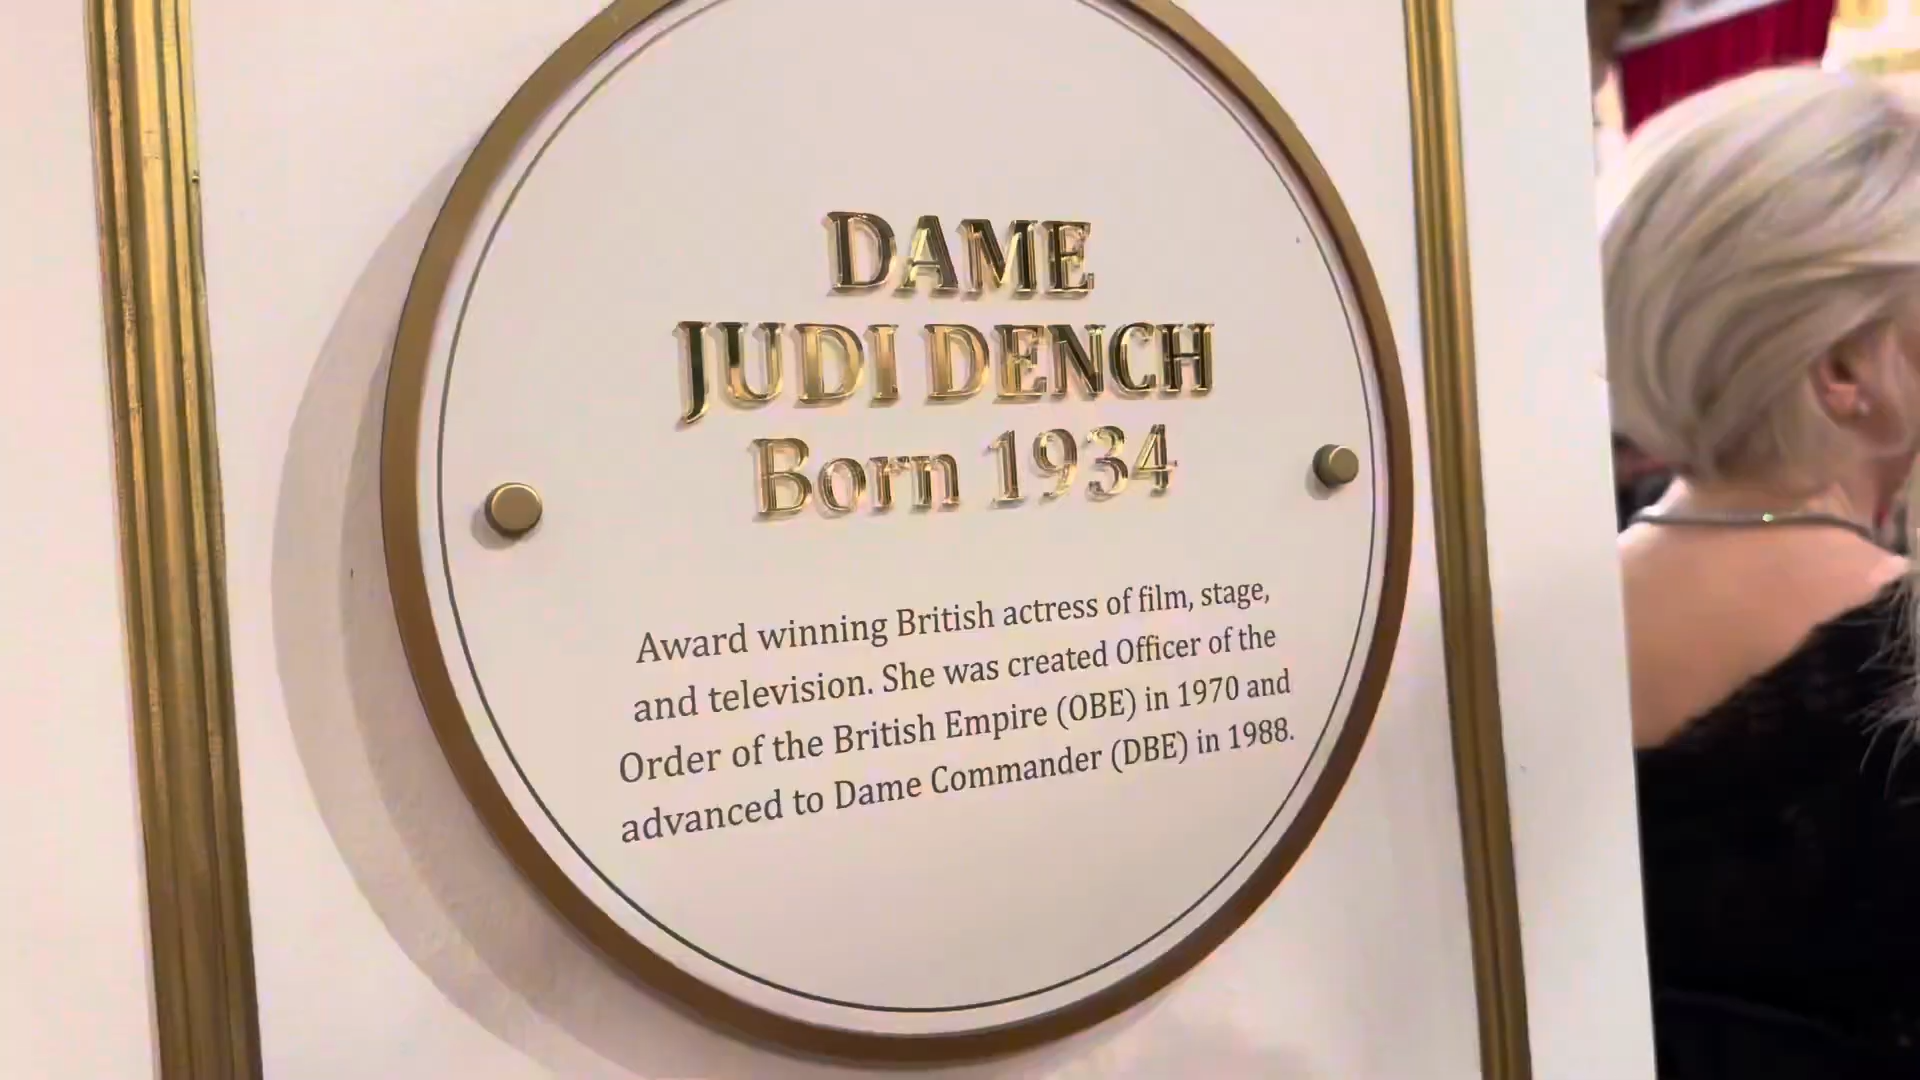 DAME
JUDI DENCH
Born 1934
Award winning British actress of film, stage,
and television. She was created Officer of the
Order of the British Empire (OBE) in 1970 and
advanced to Dame Commander (DBE) in 1988.